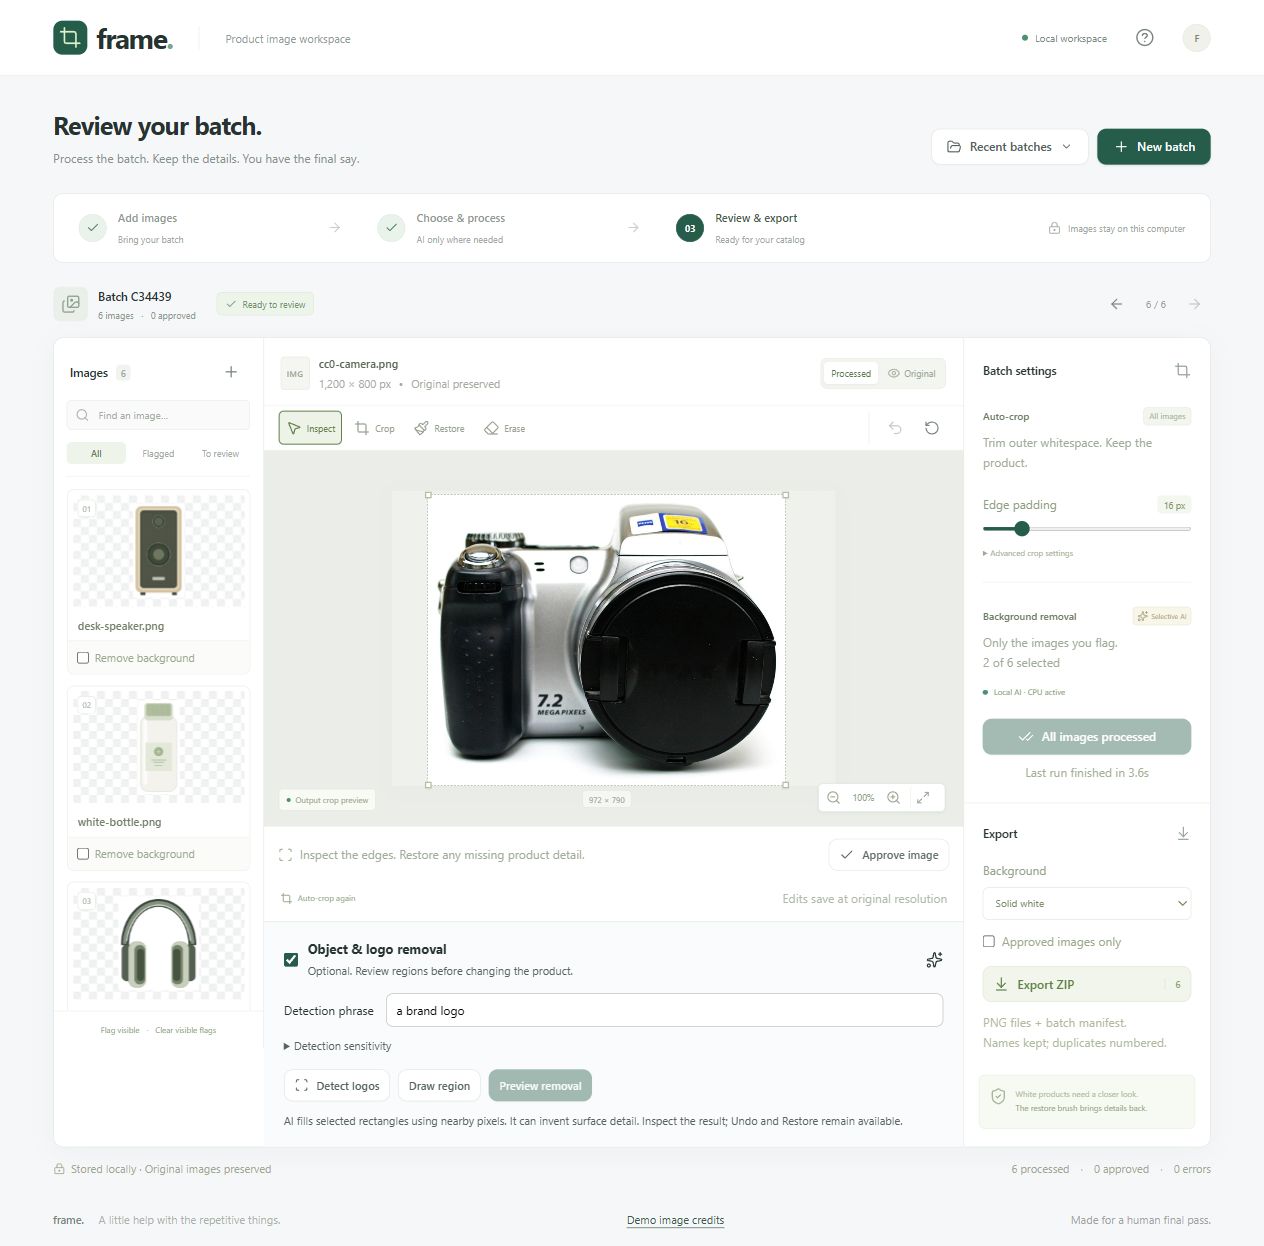 frame.
Product image workspace
Local workspace
F
Review your batch.
Process the batch. Keep the details. You have the final say.
Recent batches
New batch
Add images
Bring your batch
Choose & process
AI only where needed
03
Review & export
Ready for your catalog
Images stay on this computer
Batch C34439
6 images · 0 approved
Ready to review
6 / 6
Images 6
Find an image...
All
Flagged
To review
01
desk-speaker.png
Remove background
02
white-bottle.png
Remove background
03
Flag visible · Clear visible flags
IMG
cc0-camera.png
1,200 × 800 px • Original preserved
Processed
Original
Inspect
Crop
Restore
Erase
16
7.2
MEGAPIXELS
Output crop preview
972 × 790
100%
Inspect the edges. Restore any missing product detail.
Approve image
Auto-crop again
Edits save at original resolution
Object & logo removal
Optional. Review regions before changing the product.
Detection phrase
a brand logo
Detection sensitivity
Detect logos
Draw region
Preview removal
AI fills selected rectangles using nearby pixels. It can invent surface detail. Inspect the result; Undo and Restore remain available.
Batch settings
Auto-crop
All images
Trim outer whitespace. Keep the
product.
Edge padding
16 px
Advanced crop settings
Background removal
Selective AI
Only the images you flag.
2 of 6 selected
Local AI · CPU active
All images processed
Last run finished in 3.6s
Export
Background
Solid white
Approved images only
Export ZIP
6
PNG files + batch manifest.
Names kept; duplicates numbered.
White products need a closer look.
The restore brush brings details back.
Stored locally · Original images preserved
6 processed · 0 approved · 0 errors
frame.
A little help with the repetitive things.
Demo image credits
Made for a human final pass.